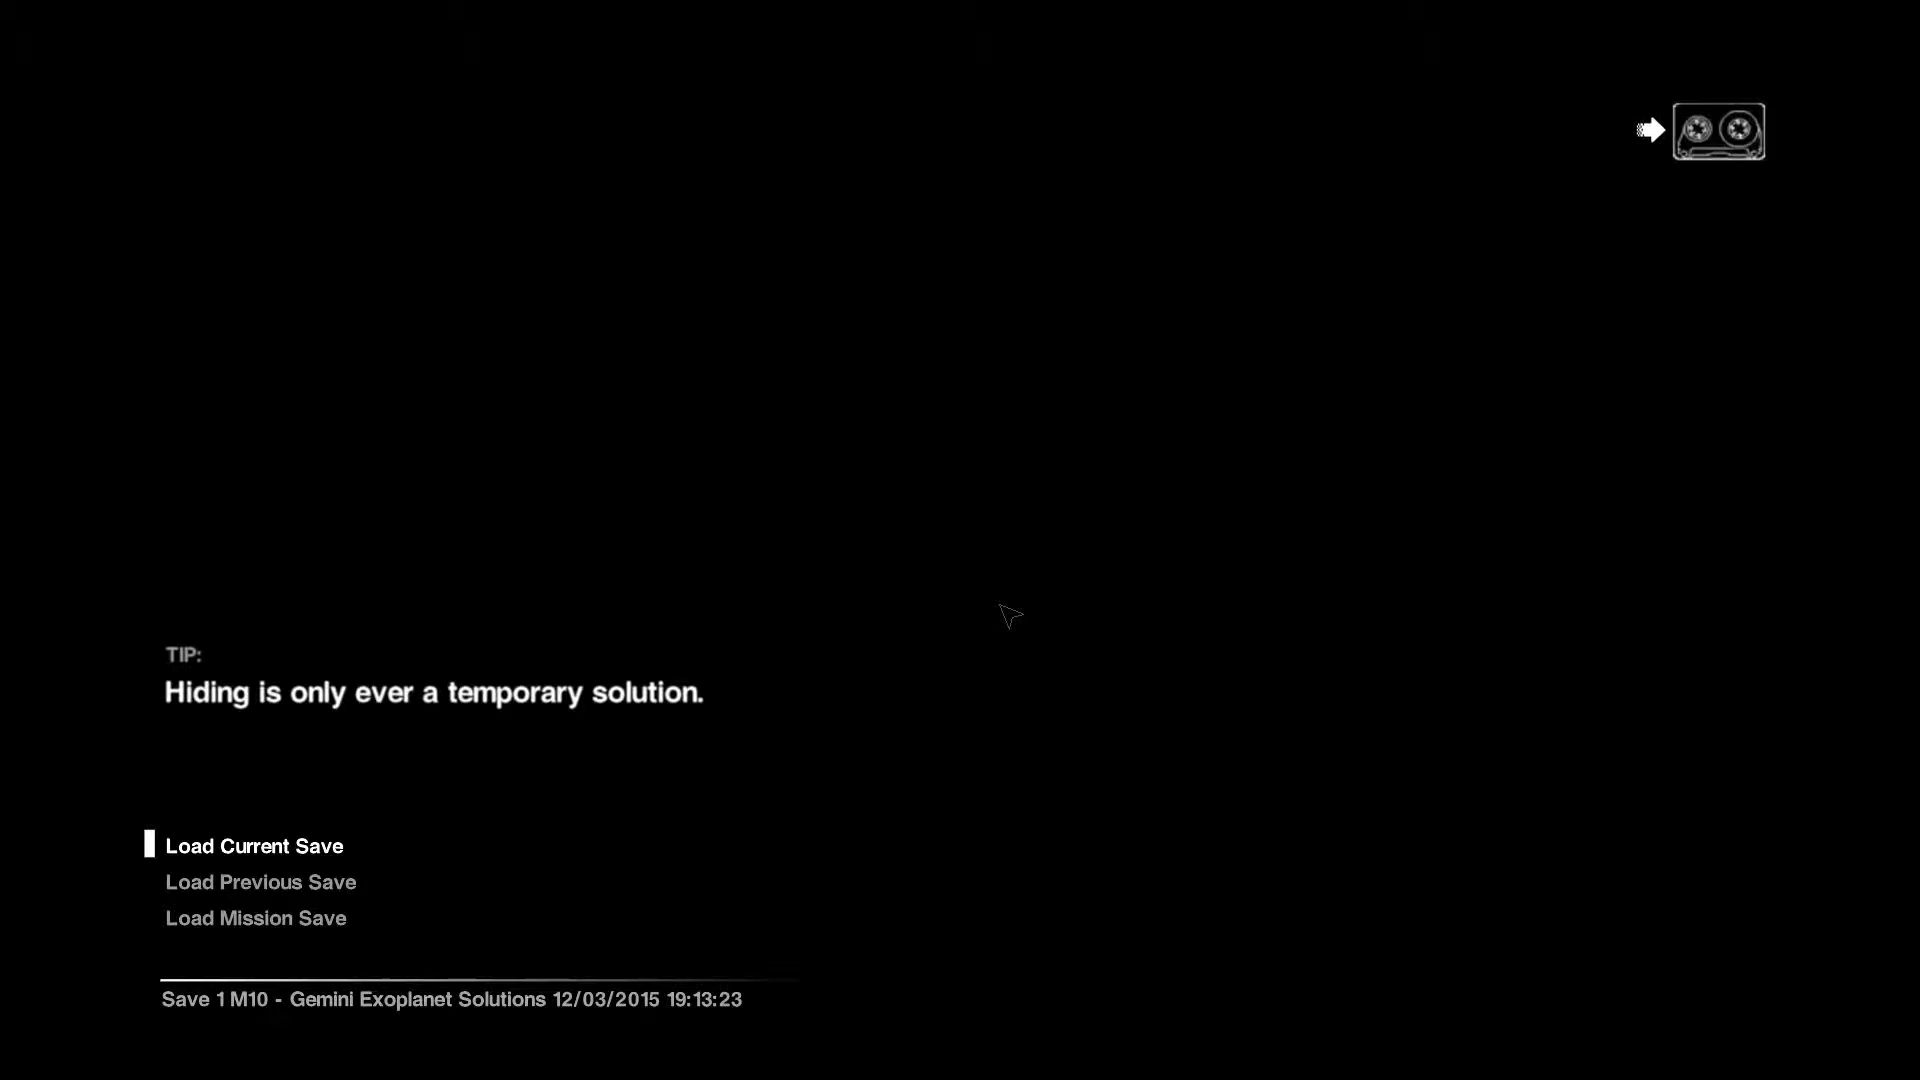 TIP:
Hiding is only ever a temporary solution.
Load Current Save
Load Previous Save
Load Mission Save
Save 1 M10 - Gemini Exoplanet Solutions 12/03/2015 19:13:23